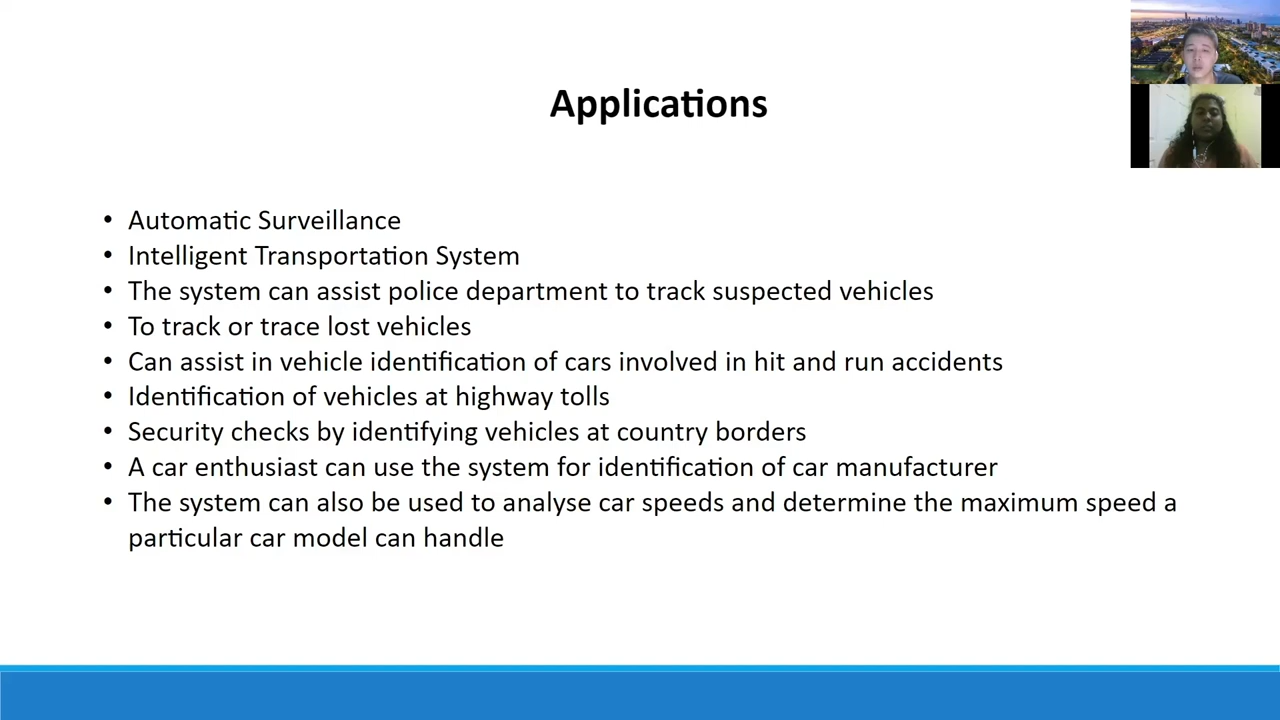 Applications
• Automatic Surveillance
• Intelligent Transportation System
• The system can assist police department to track suspected vehicles
• To track or trace lost vehicles
• Can assist in vehicle identification of cars involved in hit and run accidents
• Identification of vehicles at highway tolls
• Security checks by identifying vehicles at country borders
• A car enthusiast can use the system for identification of car manufacturer
• The system can also be used to analyse car speeds and determine the maximum speed a
particular car model can handle